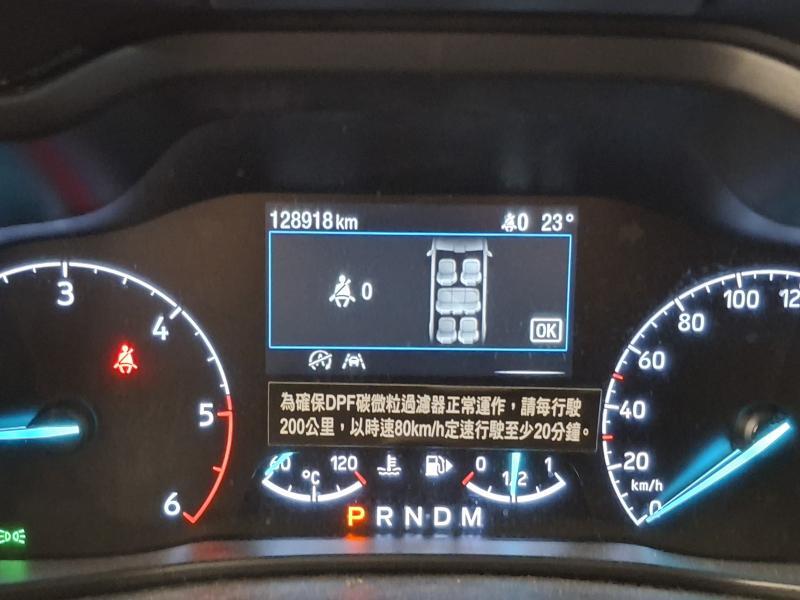 128918 km
0 23°
0
OK
3
4
5
6
為確保DPF碳微粒過濾器正常運作，請每行駛
200公里，以時速80km/h定速行駛至少20分鐘。
60 °C 120
0 1/2 1
P R N D M
0
20
40
60
80
100
km/h